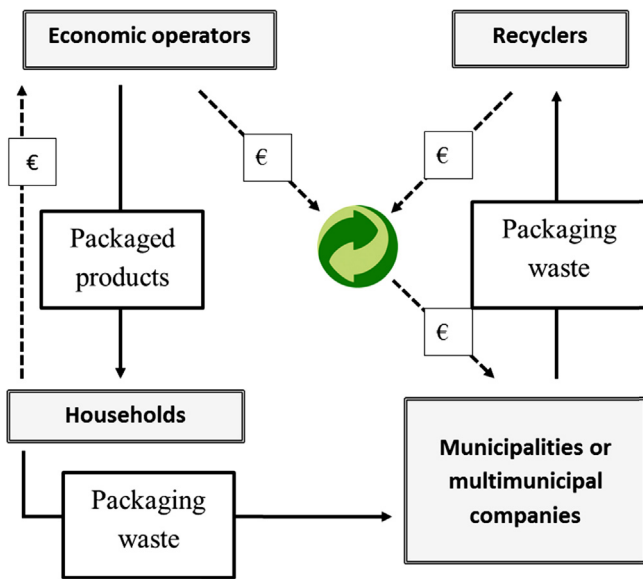 Economic operators
Recyclers
€
€
€
Packaged
products
Packaging
waste
€
Households
Municipalities or
multimunicipal
companies
Packaging
waste